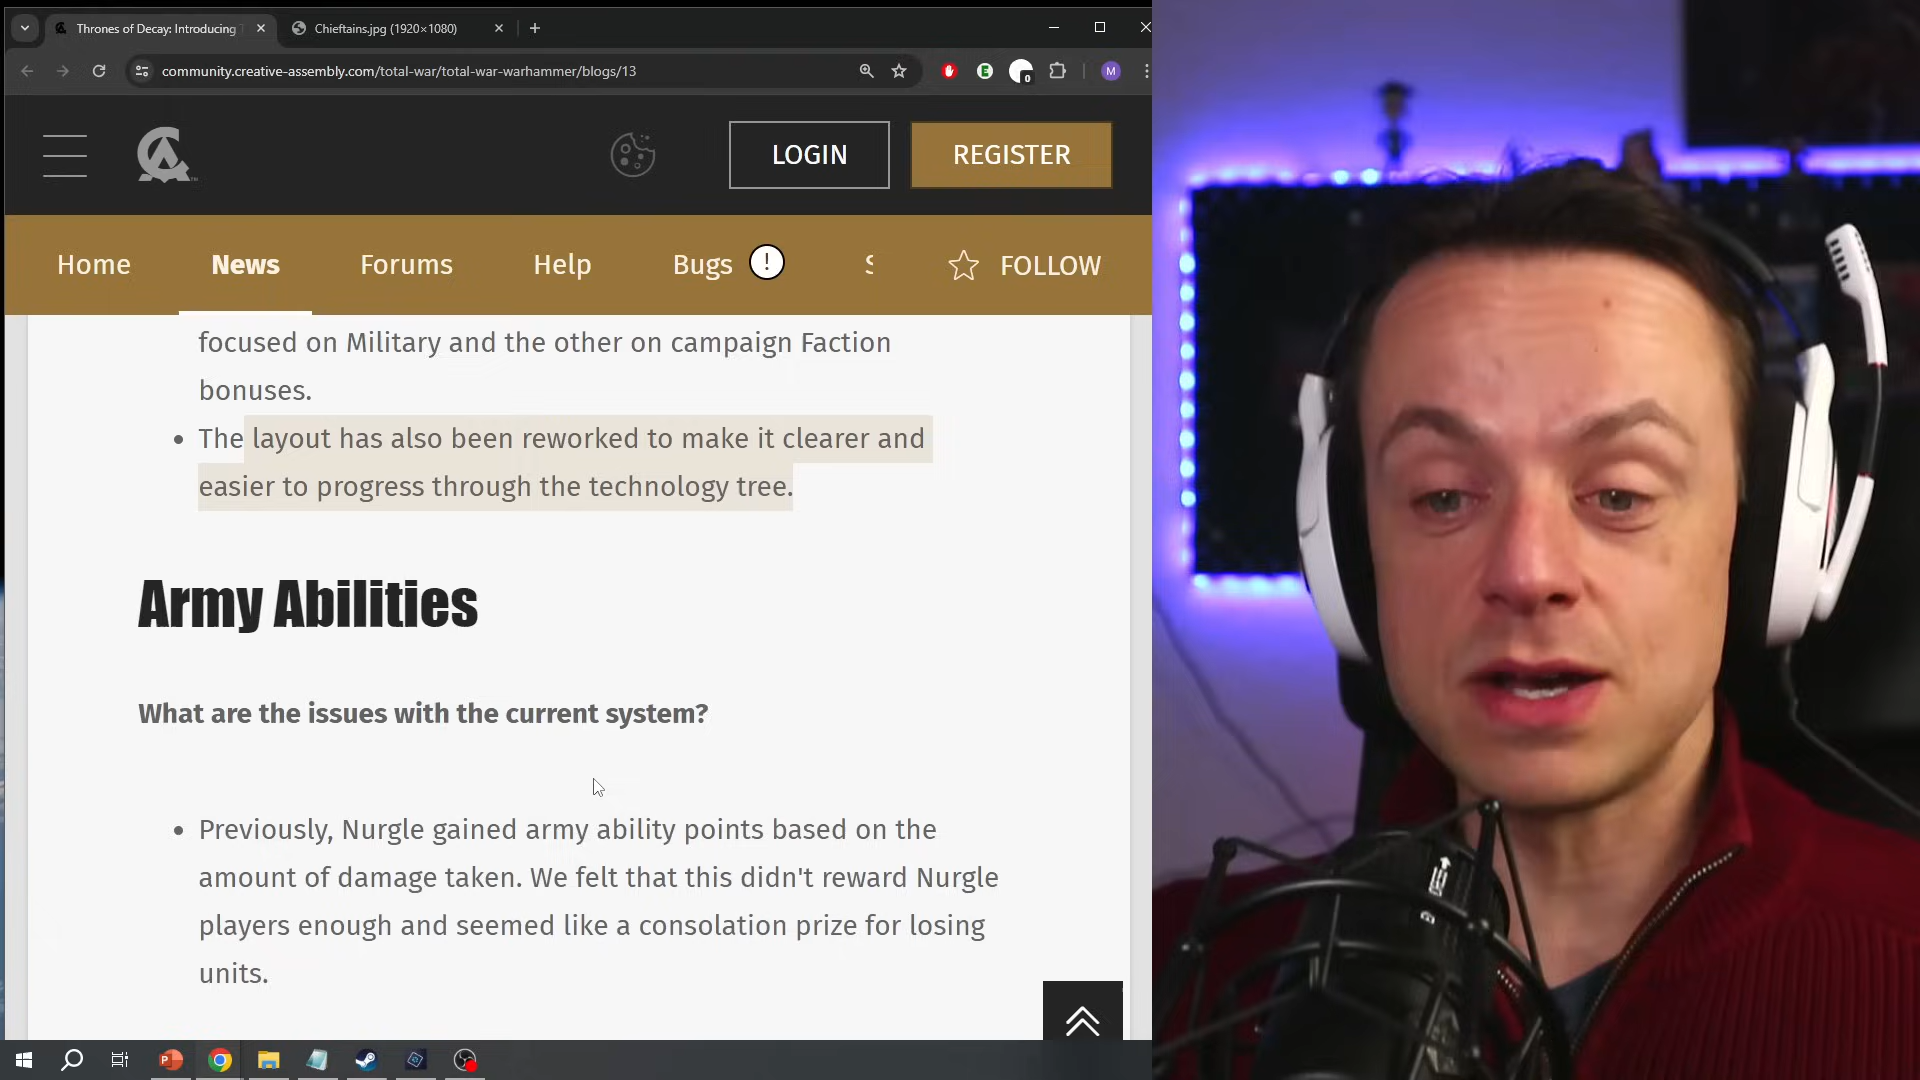 Thrones of Decay: Introducing
Chieftains.jpg (1920×1080)
community.creative-assembly.com/total-war/total-war-warhammer/blogs/13
0
M
LOGIN
REGISTER
Home
News
Forums
Help
Bugs
!
S
FOLLOW
focused on Military and the other on campaign Faction
bonuses.
• The layout has also been reworked to make it clearer and
easier to progress through the technology tree.
Army Abilities
What are the issues with the current system?
• Previously, Nurgle gained army ability points based on the
amount of damage taken. We felt that this didn't reward Nurgle
players enough and seemed like a consolation prize for losing
units.